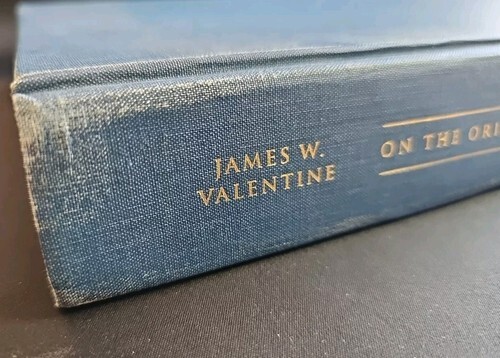 JAMES W.
VALENTINE
ON THE ORI